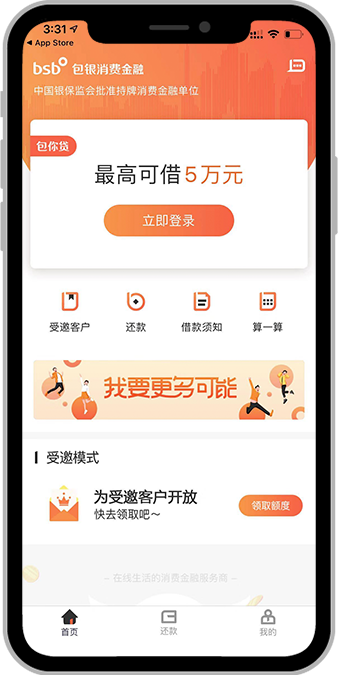 3:31
App Store
bsb 包银消费金融
中国银保监会批准持牌消费金融单位
包你贷
最高可借5万元
立即登录
受邀客户
还款
借款须知
算一算
我要更多可能
受邀模式
为受邀客户开放
快去领取吧～
领取额度
– 在线生活的消费金融服务商 –
首页
还款
我的